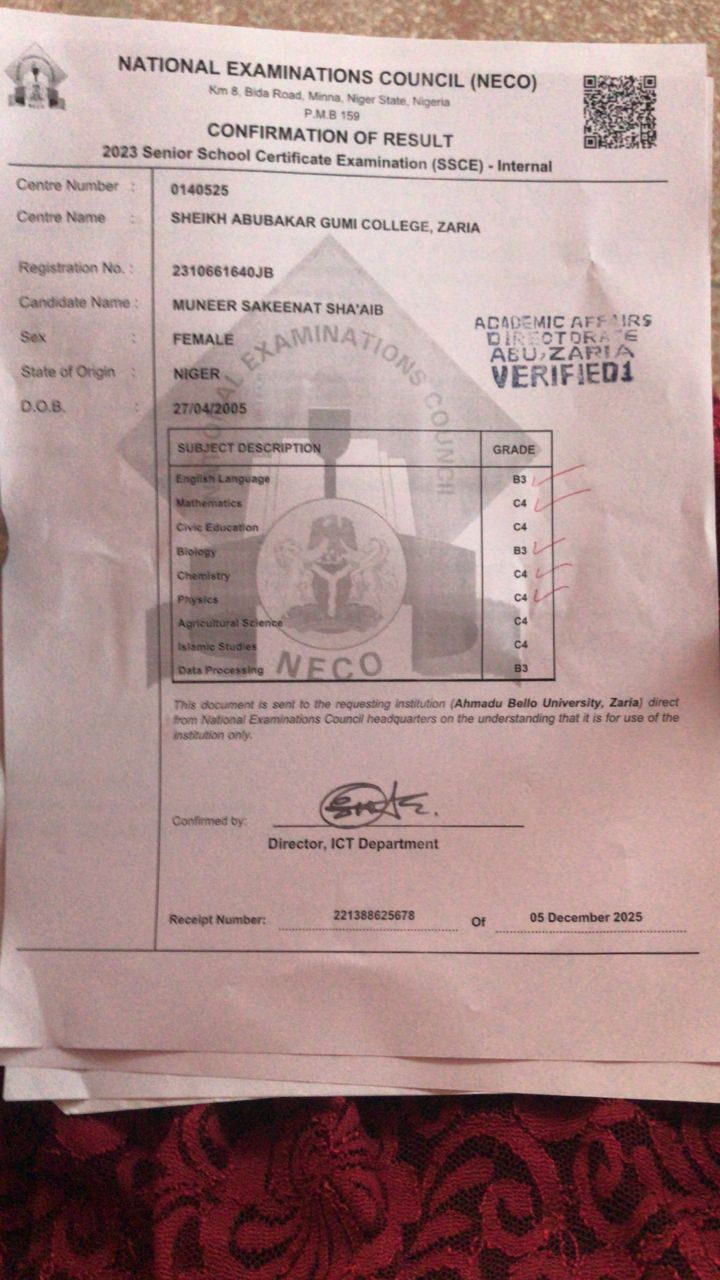 NATIONAL EXAMINATIONS COUNCIL (NECO)
Km 8, Bida Road, Minna, Niger State, Nigeria
P.M.B 159
CONFIRMATION OF RESULT
2023 Senior School Certificate Examination (SSCE) - Internal
NECO
Centre Number : 0140525
Centre Name : SHEIKH ABUBAKAR GUMI COLLEGE, ZARIA
Registration No. : 2310661640JB
Candidate Name : MUNEER SAKEENAT SHA'AIB
Sex : FEMALE
State of Origin : NIGER
D.O.B. : 27/04/2005
ACADEMIC AFFAIRS
DIRECTORATE
ABU, ZARIA
VERIFIED1
NATIONAL EXAMINATIONS COUNCIL
SUBJECT DESCRIPTION GRADE
English Language B3
Mathematics C4
Civic Education C4
Biology B3
Chemistry C4
Physics C4
Agricultural Science C4
Islamic Studies C4
Data Processing B3
NECO
This document is sent to the requesting institution (Ahmadu Bello University, Zaria) direct
from National Examinations Council headquarters on the understanding that it is for use of the
institution only.
Confirmed by:
Director, ICT Department
Receipt Number: 221388625678 Of 05 December 2025